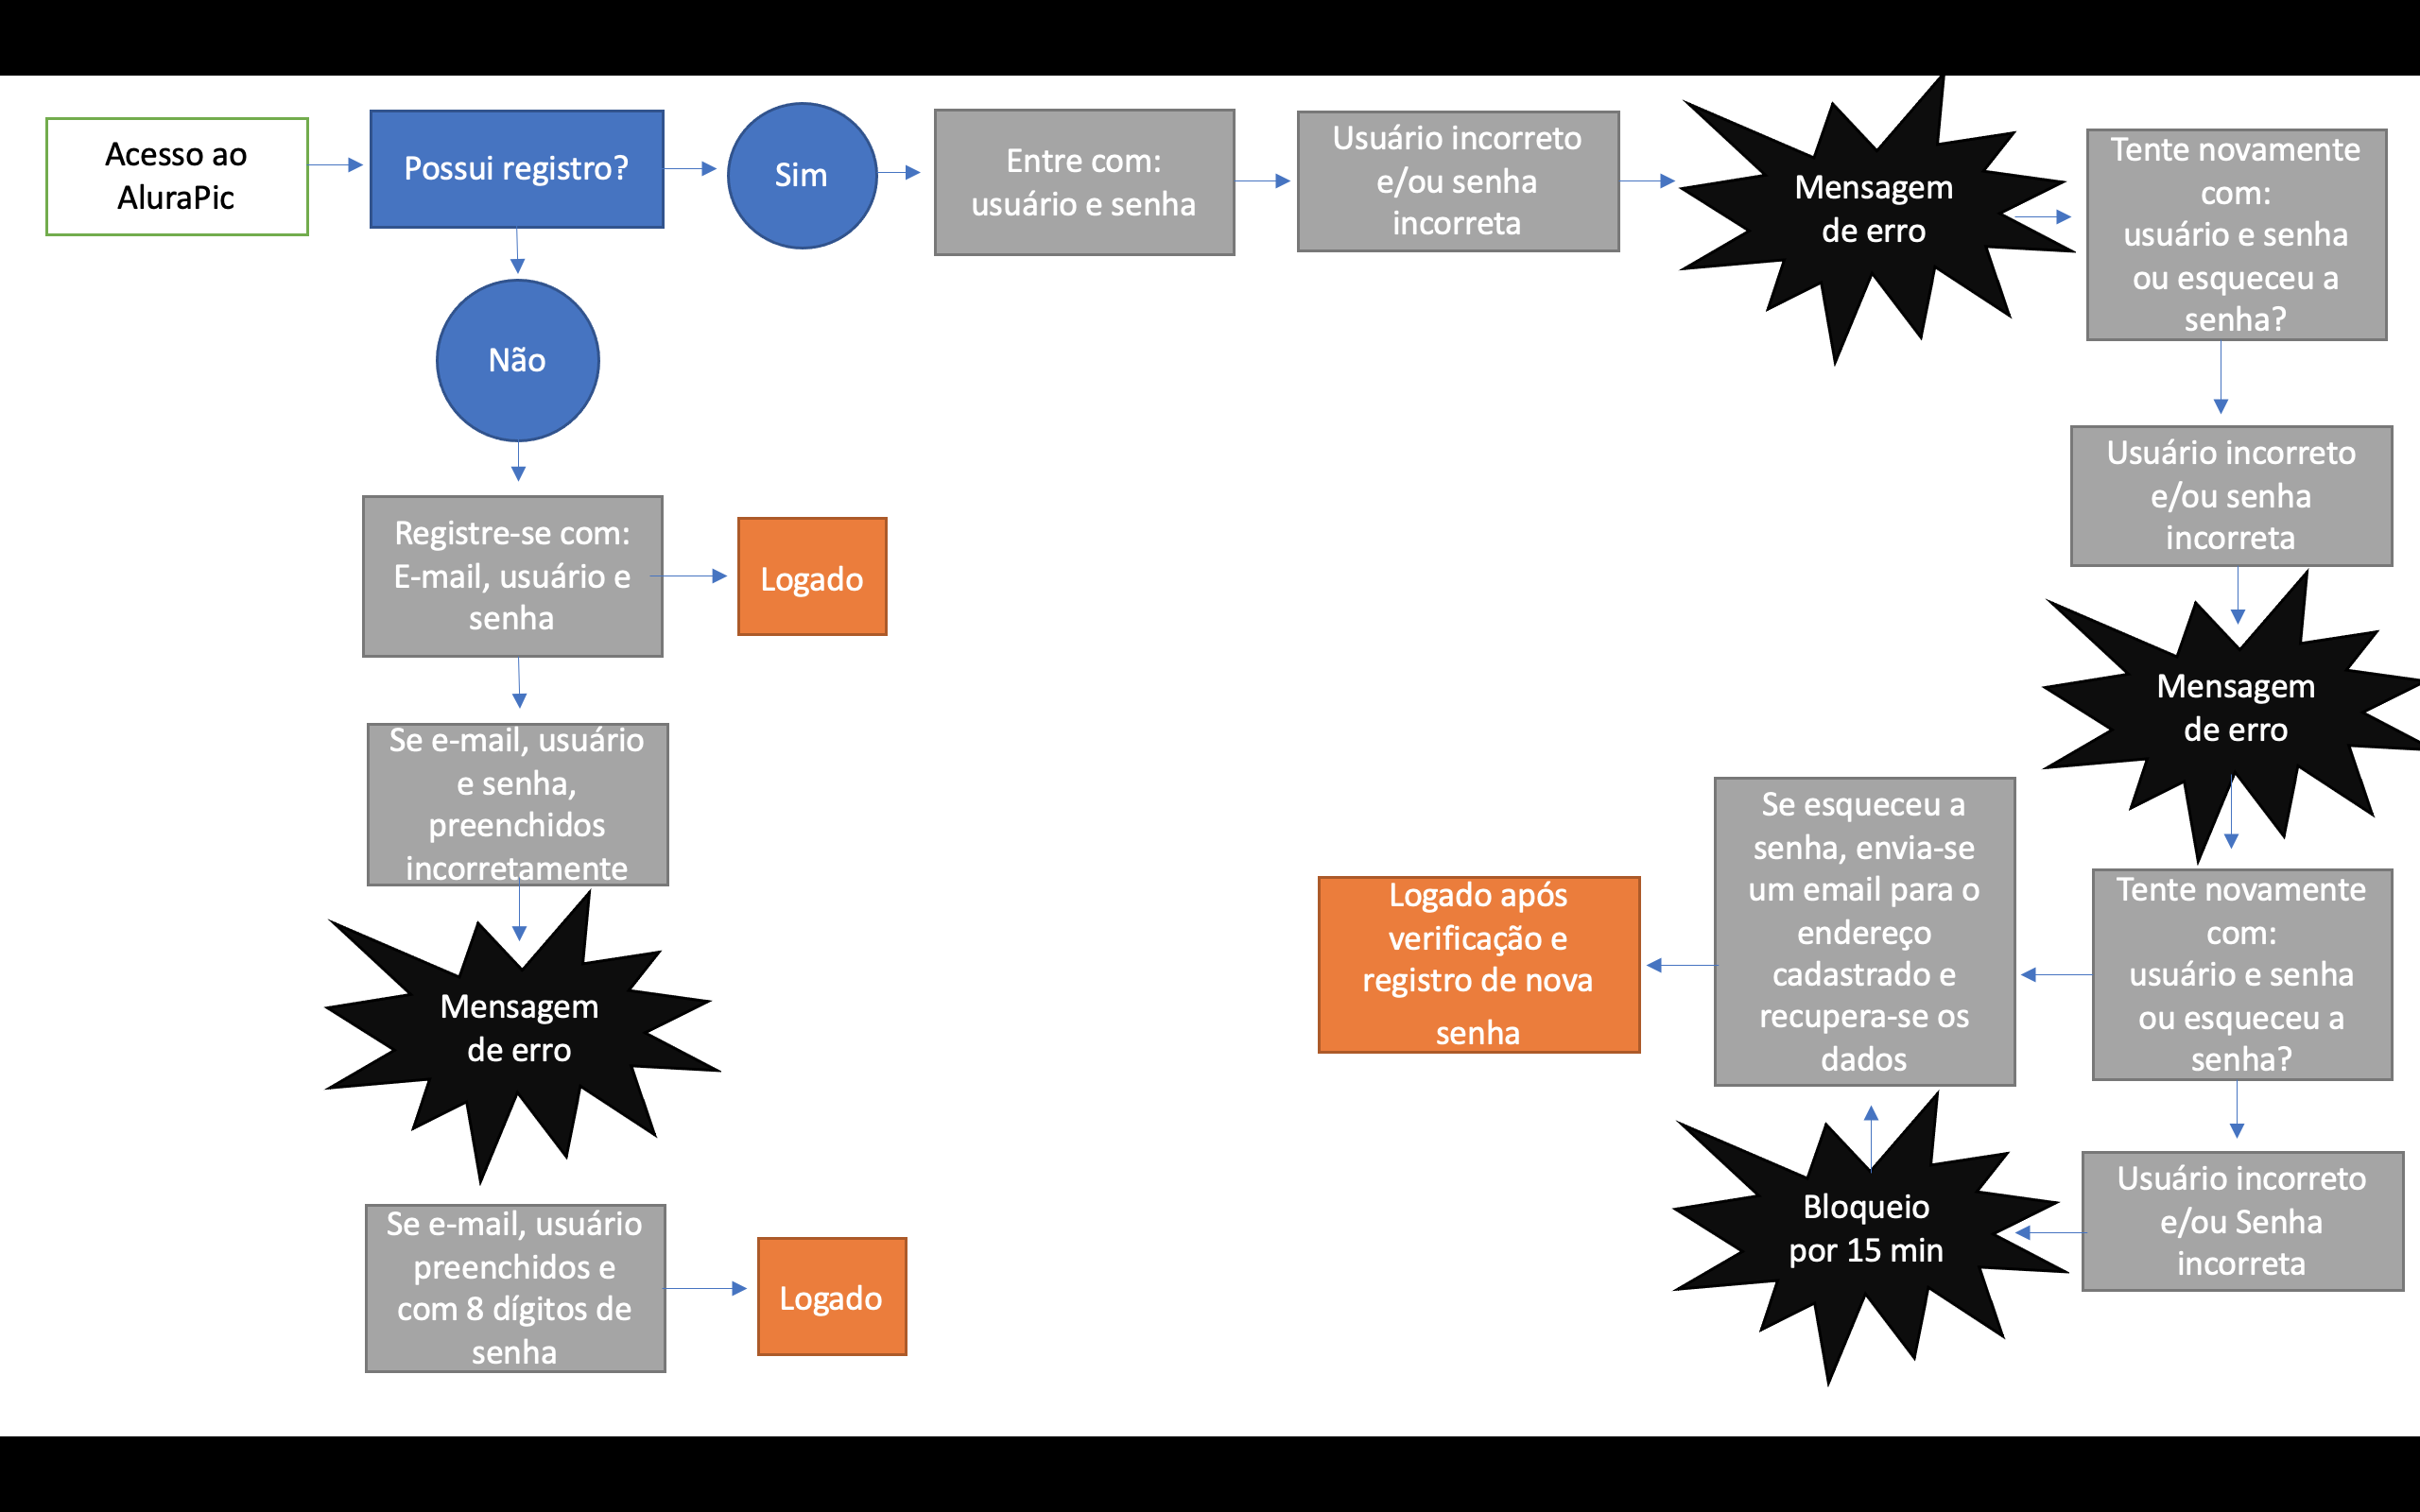 Acesso ao
AluraPic
Possui registro?
Sim
Entre com:
usuário e senha
Usuário incorreto
e/ou senha
incorreta
Mensagem
de erro
Tente novamente
com:
usuário e senha
ou esqueceu a
senha?
Não
Usuário incorreto
e/ou senha
incorreta
Registre-se com:
E-mail, usuário e
senha
Logado
Mensagem
de erro
Se e-mail, usuário
e senha,
preenchidos
incorretamente
Se esqueceu a
senha, envia-se
um email para o
endereço
cadastrado e
recupera-se os
dados
Logado após
verificação e
registro de nova
senha
Tente novamente
com:
usuário e senha
ou esqueceu a
senha?
Mensagem
de erro
Bloqueio
por 15 min
Usuário incorreto
e/ou Senha
incorreta
Se e-mail, usuário
preenchidos e
com 8 dígitos de
senha
Logado